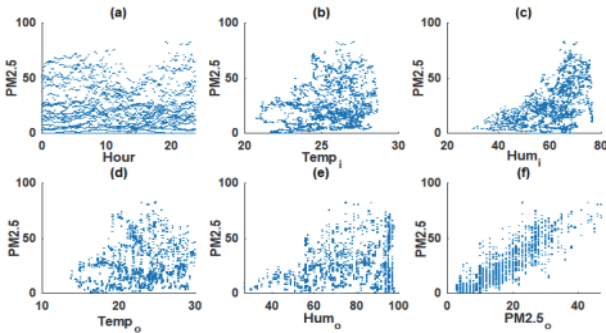 (a) (b) (c)
PM2.5 100 50 0 0 10 20 Hour
PM2.5 100 50 0 20 25 30 Temp_i
PM2.5 100 50 0 20 40 60 80 Hum_i
(d) (e) (f)
PM2.5 100 50 0 10 20 30 Temp_o
PM2.5 100 50 0 40 60 80 100 Hum_o
PM2.5 100 50 0 0 20 40 PM2.5_o